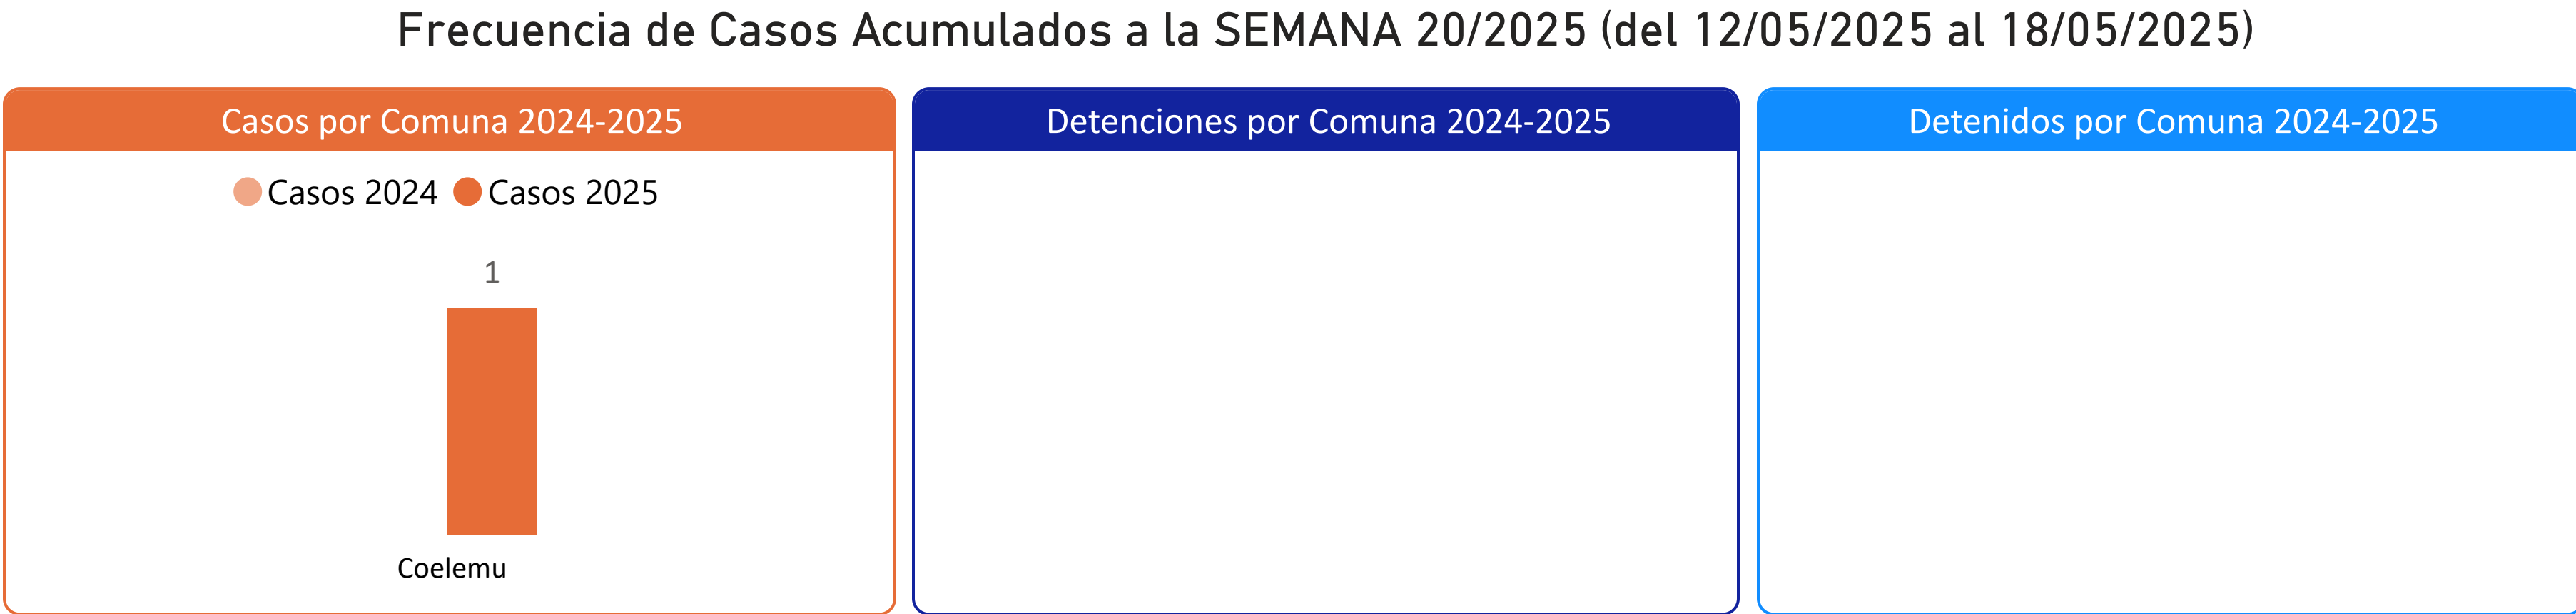 Frecuencia de Casos Acumulados a la SEMANA 20/2025 (del 12/05/2025 al 18/05/2025)
Casos por Comuna 2024-2025
Casos 2024 Casos 2025
1
Coelemu
Detenciones por Comuna 2024-2025
Detenidos por Comuna 2024-2025